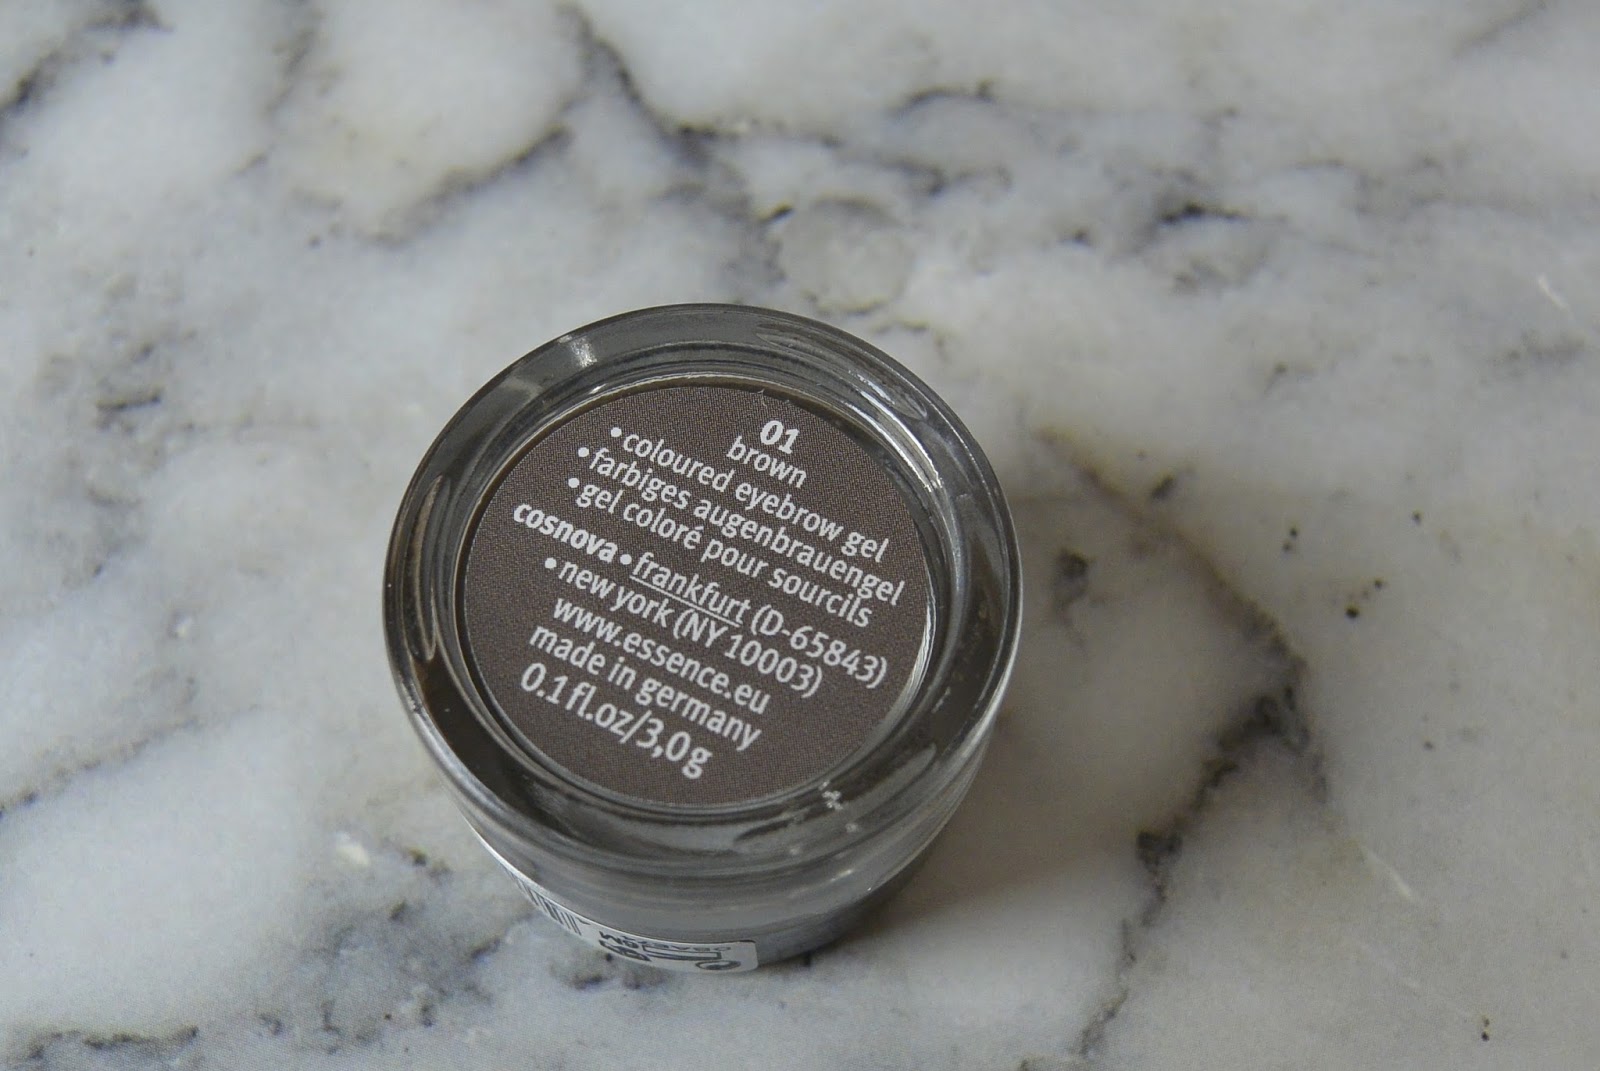 01
brown
•coloured eyebrow gel
•farbiges augenbrauengel
•gel coloré pour sourcils
cosnova•frankfurt (D-65843)
•new york (NY 10003)
www.essence.eu
made in germany
0.1 fl.oz/3,0g